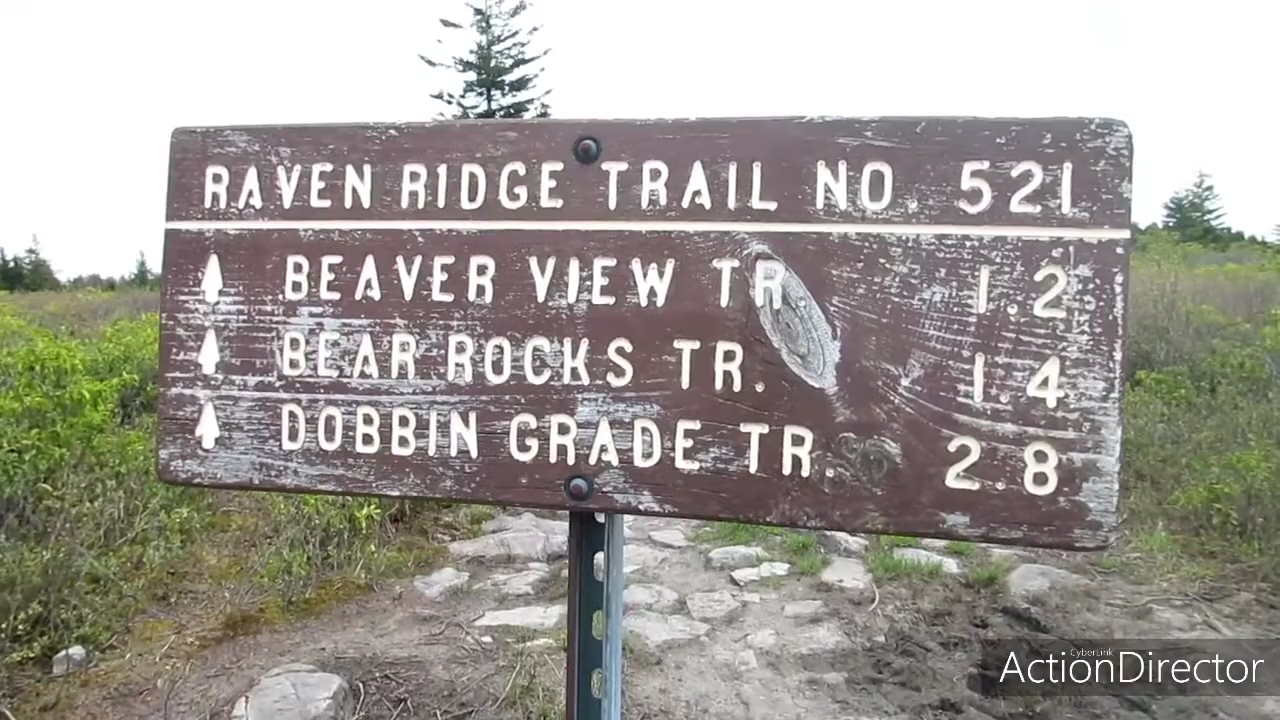 RAVEN RIDGE TRAIL NO. 521
BEAVER VIEW TR 1.2
BEAR ROCKS TR. 1.4
DOBBIN GRADE TR. 2.8
CyberLink
ActionDirector